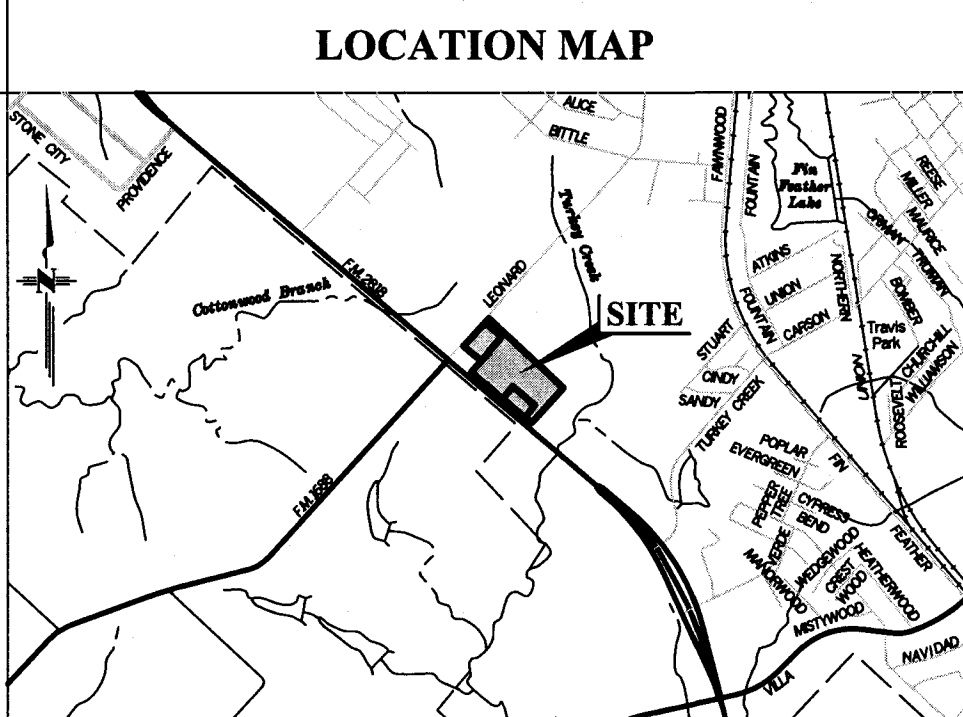 LOCATION MAP
STONE CITY
PROVIDENCE
ALICE
BITTLE
FAWNWOOD
FOUNTAIN
Fin
Feather
Lake
REESE
MILLER
MAURICE
ORMAN
TROMAN
Turkey Creek
F.M. 2818
LEONARD
Cottonwood Branch
N
SITE
ATKINS
UNION
CARSON
FOUNTAIN
NORTHERN
BOMBER
Travis
Park
STUART
CINDY
SANDY
TURKEY CREEK
LAWON
CHURCHILL
WILLIAMSON
ROOSEVELT
POPLAR
EVERGREEN
FIN
FEATHER
PEPPER
TREE
CYPRESS
BEND
VERDE
MANORWOOD
WEDGEWOOD
CREST
WOOD
HEATHERWOOD
MISTYWOOD
F.M. 1688
NAVIDAD
VILLA